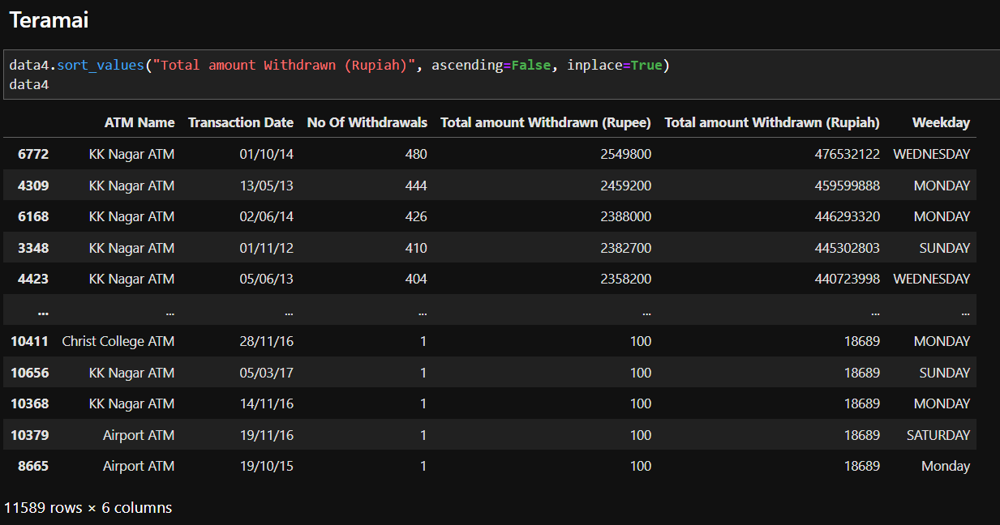 Teramai
data4.sort_values("Total amount Withdrawn (Rupiah)", ascending=False, inplace=True)
data4
ATM Name Transaction Date No Of Withdrawals Total amount Withdrawn (Rupee) Total amount Withdrawn (Rupiah) Weekday
6772 KK Nagar ATM 01/10/14 480 2549800 476532122 WEDNESDAY
4309 KK Nagar ATM 13/05/13 444 2459200 459599888 MONDAY
6168 KK Nagar ATM 02/06/14 426 2388000 446293320 MONDAY
3348 KK Nagar ATM 01/11/12 410 2382700 445302803 SUNDAY
4423 KK Nagar ATM 05/06/13 404 2358200 440723998 WEDNESDAY
... ... ... ... ... ... ...
10411 Christ College ATM 28/11/16 1 100 18689 MONDAY
10656 KK Nagar ATM 05/03/17 1 100 18689 SUNDAY
10368 KK Nagar ATM 14/11/16 1 100 18689 MONDAY
10379 Airport ATM 19/11/16 1 100 18689 SATURDAY
8665 Airport ATM 19/10/15 1 100 18689 Monday
11589 rows × 6 columns